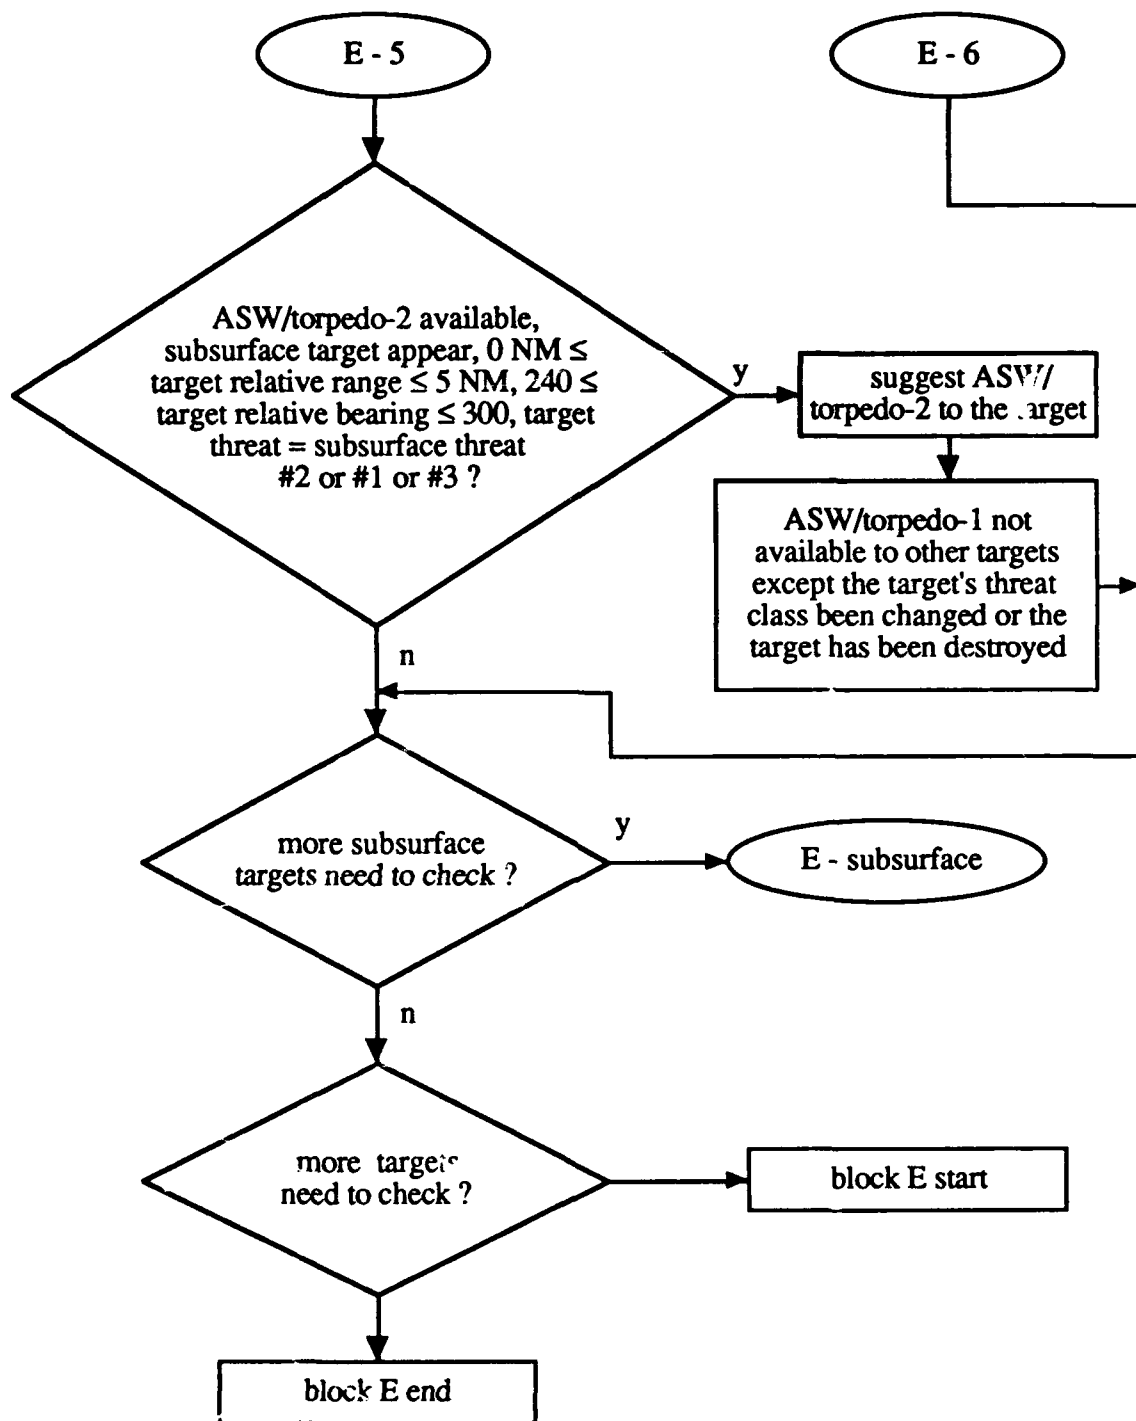 E - 5
E - 6
ASW/torpedo-2 available,
subsurface target appear, 0 NM ≤
target relative range ≤ 5 NM, 240 ≤
target relative bearing ≤ 300, target
threat = subsurface threat
#2 or #1 or #3 ?
y
suggest ASW/
torpedo-2 to the target
ASW/torpedo-1 not
available to other targets
except the target's threat
class been changed or the
target has been destroyed
n
more subsurface
targets need to check ?
y
E - subsurface
n
more targets
need to check ?
block E start
block E end